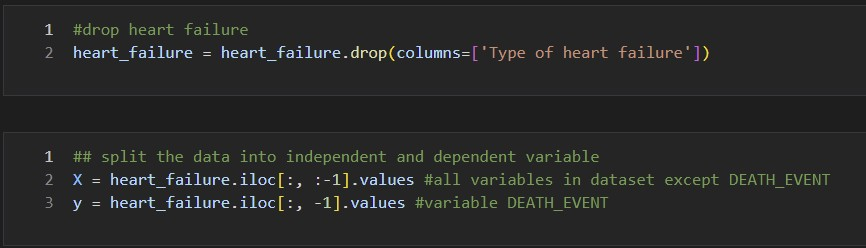 1 #drop heart failure
2 heart_failure = heart_failure.drop(columns=['Type of heart failure'])
1 ## split the data into independent and dependent variable
2 X = heart_failure.iloc[:, :-1].values #all variables in dataset except DEATH_EVENT
3 y = heart_failure.iloc[:, -1].values #variable DEATH_EVENT